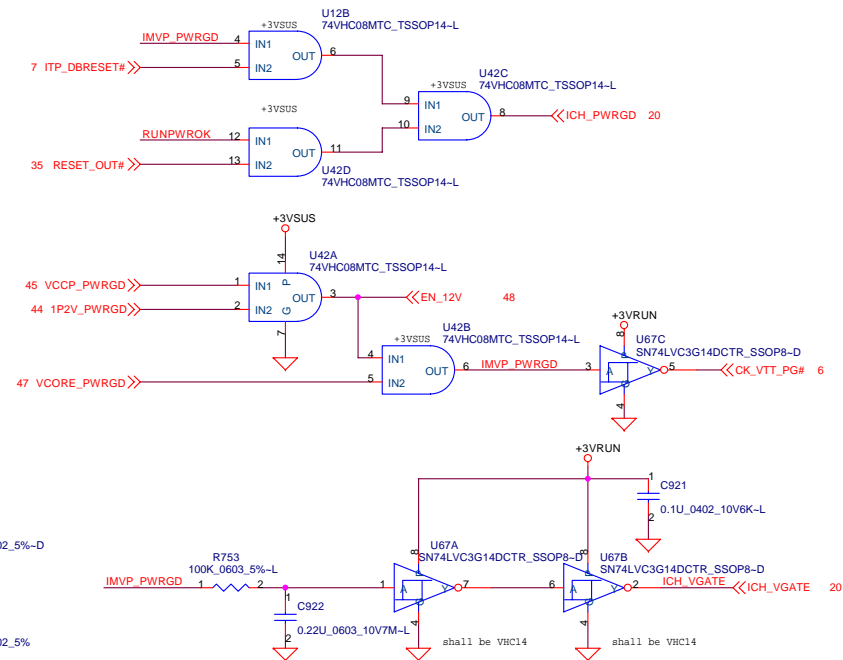 U12B
74VHC08MTC_TSSOP14~L
+3VSUS
IMVP_PWRGD 4 IN1 OUT 6
7 ITP_DBRESET# 5 IN2
U42C
74VHC08MTC_TSSOP14~L
+3VSUS
9 IN1 OUT 8 ICH_PWRGD 20
10 IN2
+3VSUS
RUNPWROK 12 IN1 OUT 11
35 RESET_OUT# 13 IN2
U42D
74VHC08MTC_TSSOP14~L
+3VSUS
U42A
74VHC08MTC_TSSOP14~L
14 P
45 VCCP_PWRGD 1 IN1 OUT 3 EN_12V 48
44 1P2V_PWRGD 2 IN2 G
7
U42B
+3VSUS 74VHC08MTC_TSSOP14~L
4 IN1 OUT 6 IMVP_PWRGD
47 VCORE_PWRGD 5 IN2
+3VRUN
U67C
SN74LVC3G14DCTR_SSOP8~D
8 P
3 A Y 5 CK_VTT_PG# 6
G 4
+3VRUN
1 C921
0.1U_0402_10V6K~L
2
02_5%~D
R753
100K_0603_5%~L
IMVP_PWRGD 1 2
1 C922
0.22U_0603_10V7M~L
2
U67A
SN74LVC3G14DCTR_SSOP8~D
8 P
1 A Y 7
G 4
shall be VHC14
U67B
SN74LVC3G14DCTR_SSOP8~D
8 P
6 A Y 2 ICH_VGATE ICH_VGATE 20
G 4
shall be VHC14
02_5%